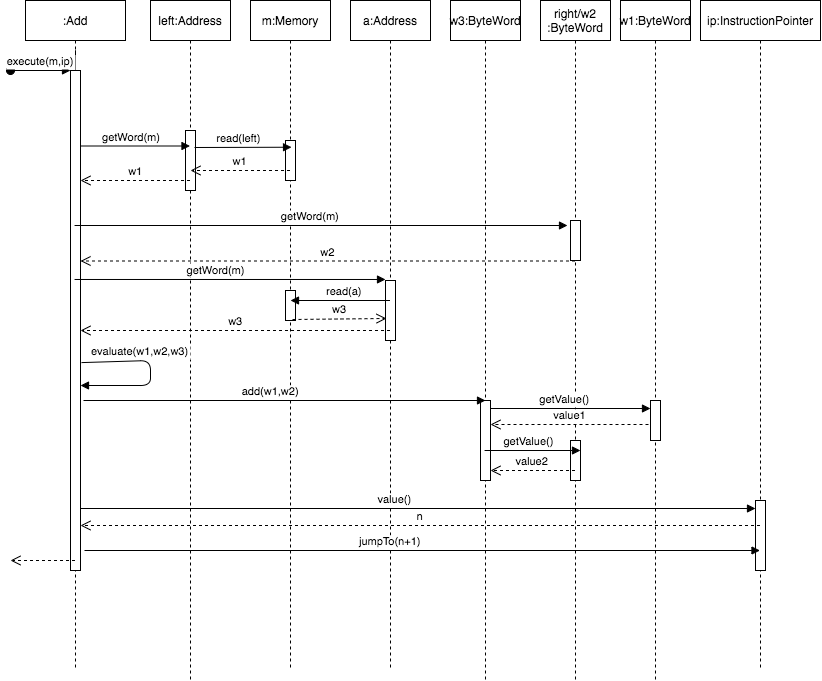 :Add
left:Address
m:Memory
a:Address
w3:ByteWord
right/w2
:ByteWord
w1:ByteWord
ip:InstructionPointer
execute(m,ip)
getWord(m)
read(left)
w1
w1
getWord(m)
w2
getWord(m)
read(a)
w3
w3
evaluate(w1,w2,w3)
add(w1,w2)
getValue()
value1
getValue()
value2
value()
n
jumpTo(n+1)